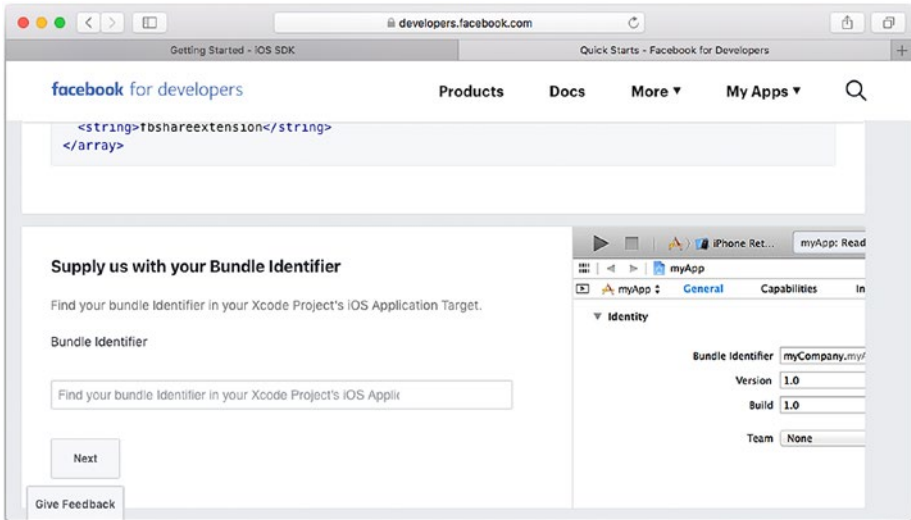 developers.facebook.com
Getting Started - iOS SDK
Quick Starts - Facebook for Developers
+
facebook for developers
Products
Docs
More ▼
My Apps ▼
<string>fbshareextension</string>
</array>
Supply us with your Bundle Identifier
Find your bundle Identifier in your Xcode Project's iOS Application Target.
Bundle Identifier
Find your bundle Identifier in your Xcode Project's iOS Applic
Next
Give Feedback
iPhone Ret...
myApp: Read
myApp
myApp
General
Capabilities
In
Identity
Bundle Identifier
myCompany.my
Version
1.0
Build
1.0
Team
None